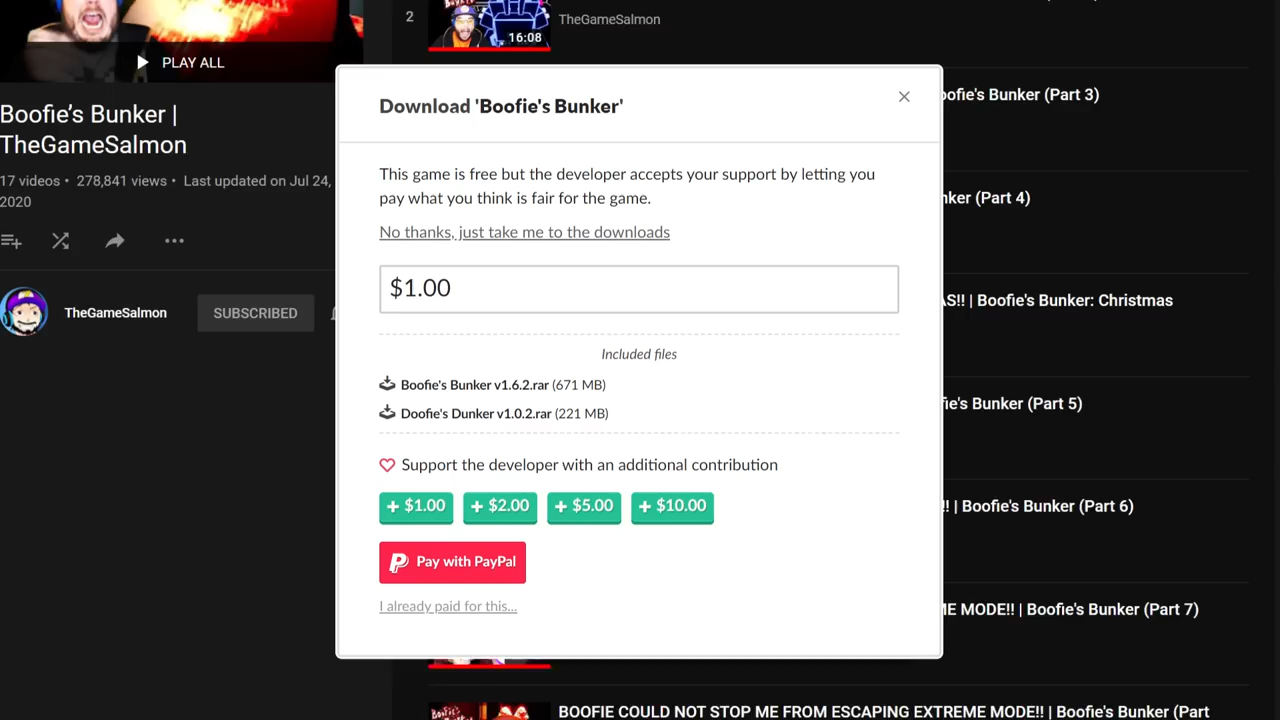 2
TheGameSalmon
16:08
PLAY ALL
Boofie's Bunker |
TheGameSalmon
17 videos • 278,841 views • Last updated on Jul 24,
2020
TheGameSalmon
SUBSCRIBED
Download 'Boofie's Bunker'
This game is free but the developer accepts your support by letting you
pay what you think is fair for the game.
No thanks, just take me to the downloads
$1.00
Included files
Boofie's Bunker v1.6.2.rar (671 MB)
Doofie's Dunker v1.0.2.rar (221 MB)
Support the developer with an additional contribution
+ $1.00 + $2.00 + $5.00 + $10.00
Pay with PayPal
I already paid for this...
oofie's Bunker (Part 3)
nker (Part 4)
AS!! | Boofie's Bunker: Christmas
fie's Bunker (Part 5)
!! | Boofie's Bunker (Part 6)
ME MODE!! | Boofie's Bunker (Part 7)
BOOFIE COULD NOT STOP ME FROM ESCAPING EXTREME MODE!! | Boofie's Bunker (Part